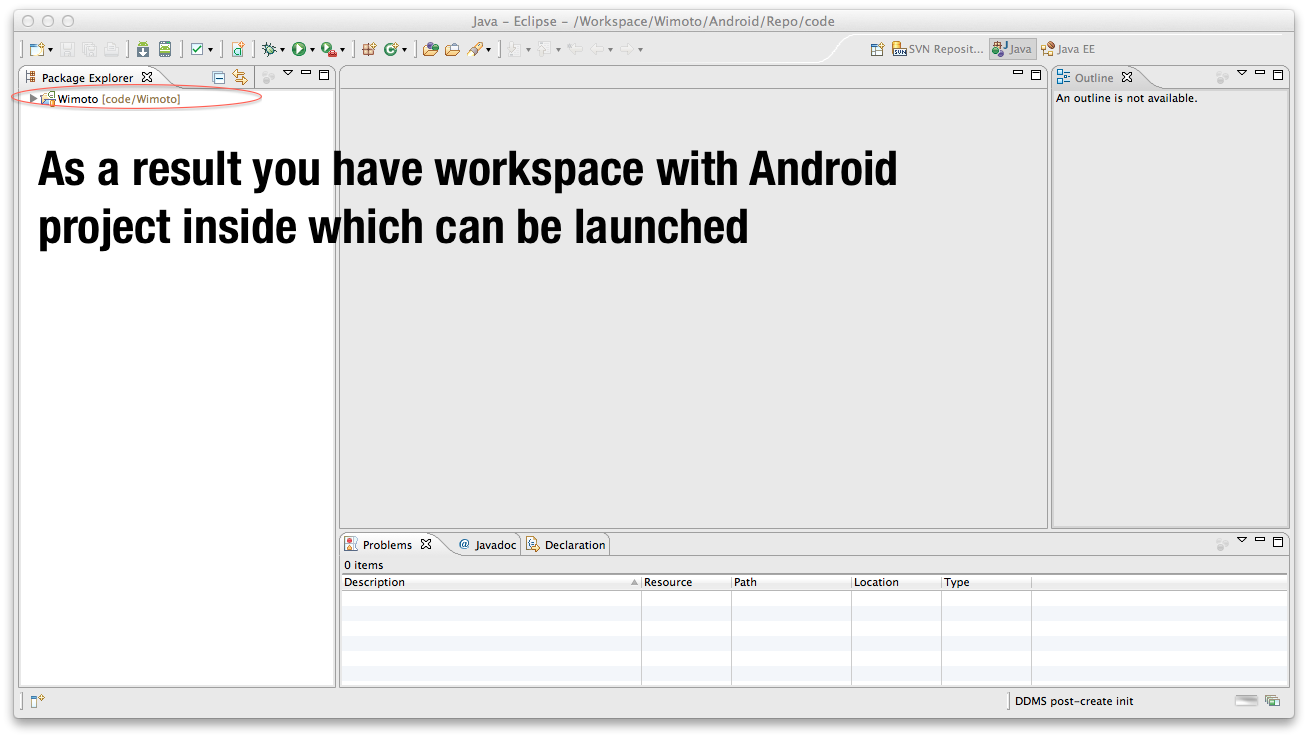 Java – Eclipse – /Workspace/Wimoto/Android/Repo/code
SVN Reposit... Java Java EE
Package Explorer
Outline
Wimoto [code/Wimoto]
An outline is not available.
As a result you have workspace with Android
project inside which can be launched
Problems @ Javadoc Declaration
0 items
Description Resource Path Location Type
DDMS post-create init